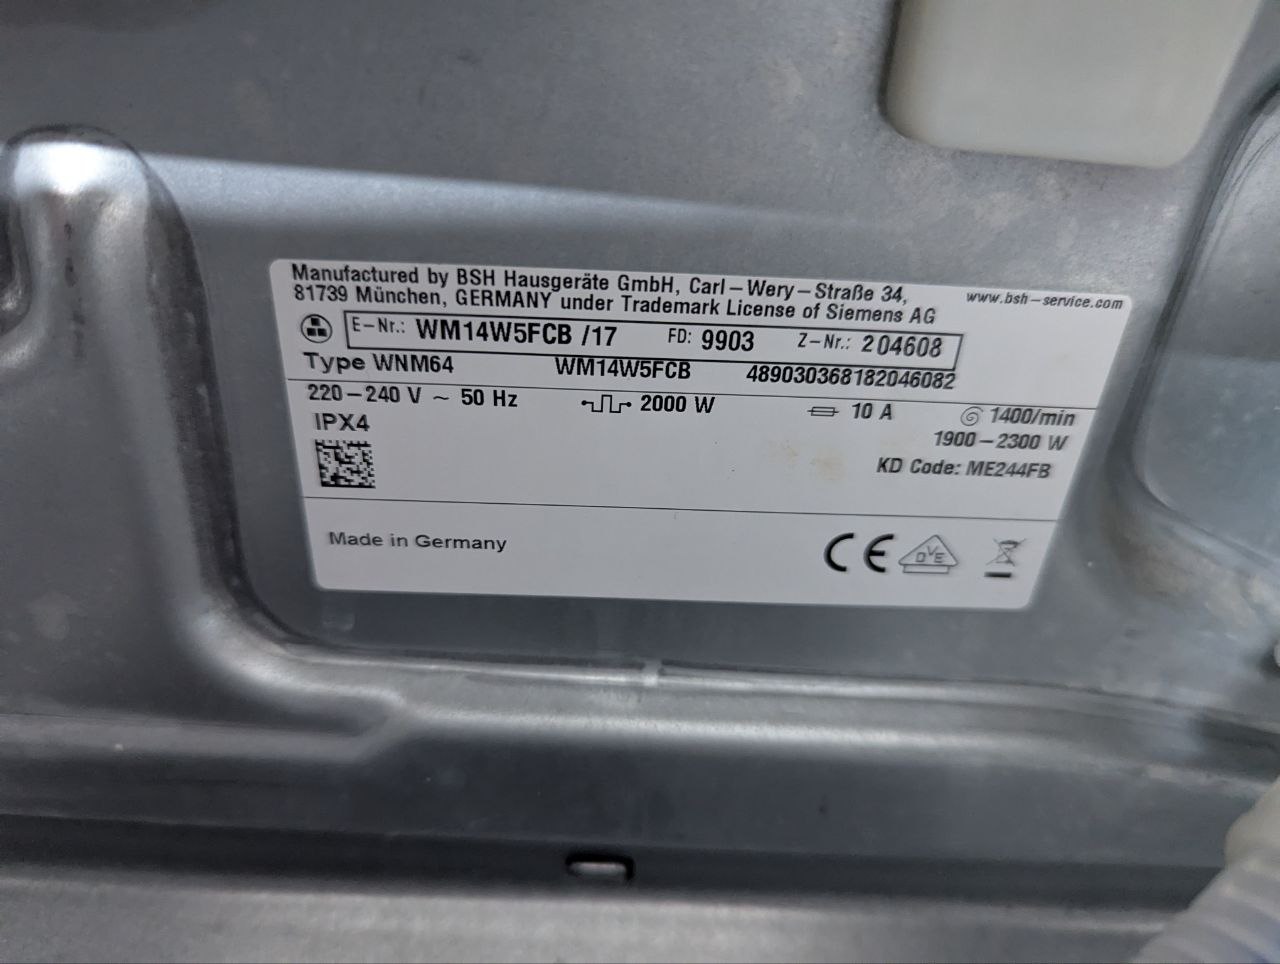 Manufactured by BSH Hausgeräte GmbH, Carl-Wery-Straße 34,
81739 München, GERMANY under Trademark License of Siemens AG
www.bsh-service.com
E-Nr.: WM14W5FCB /17 FD: 9903 Z-Nr.: 204608
Type WNM64 WM14W5FCB 489030368182046082
220-240 V ~ 50 Hz 2000 W 10 A 1400/min
IPX4 1900-2300 W
KD Code: ME244FB
Made in Germany CE DVE